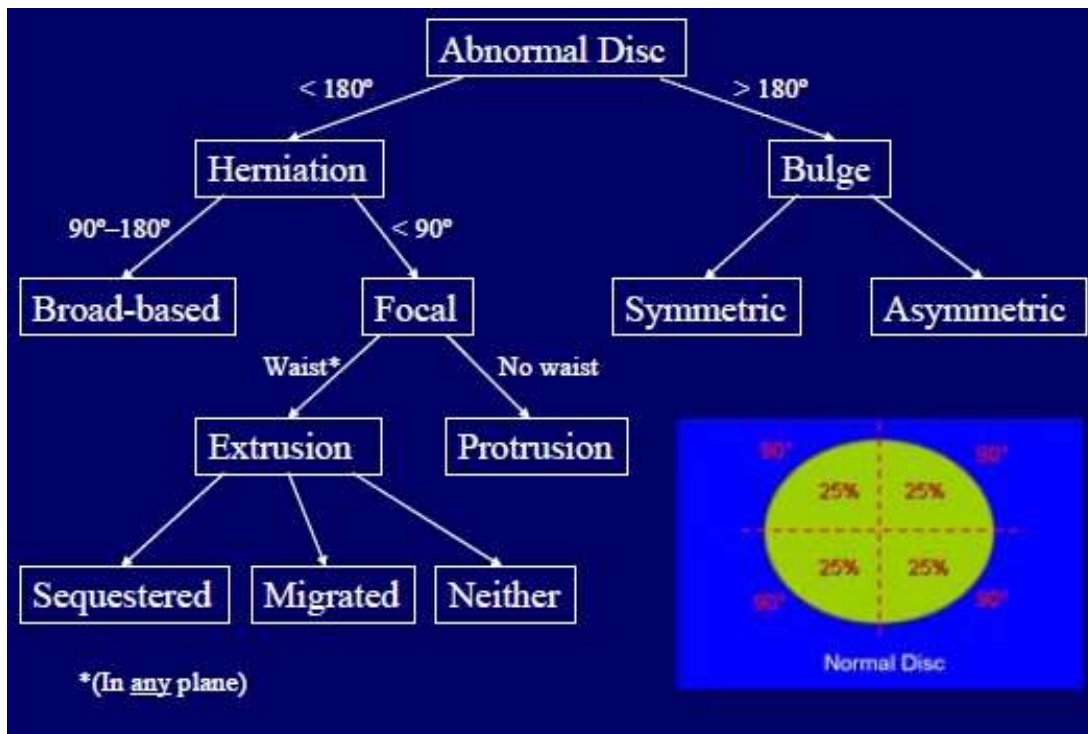 Abnormal Disc
< 180º
> 180º
Herniation
Bulge
90º–180º
< 90º
Broad-based
Focal
Symmetric
Asymmetric
Waist*
No waist
Extrusion
Protrusion
90°
90°
25%
25%
25%
25%
90°
90°
Normal Disc
Sequestered
Migrated
Neither
*(In any plane)